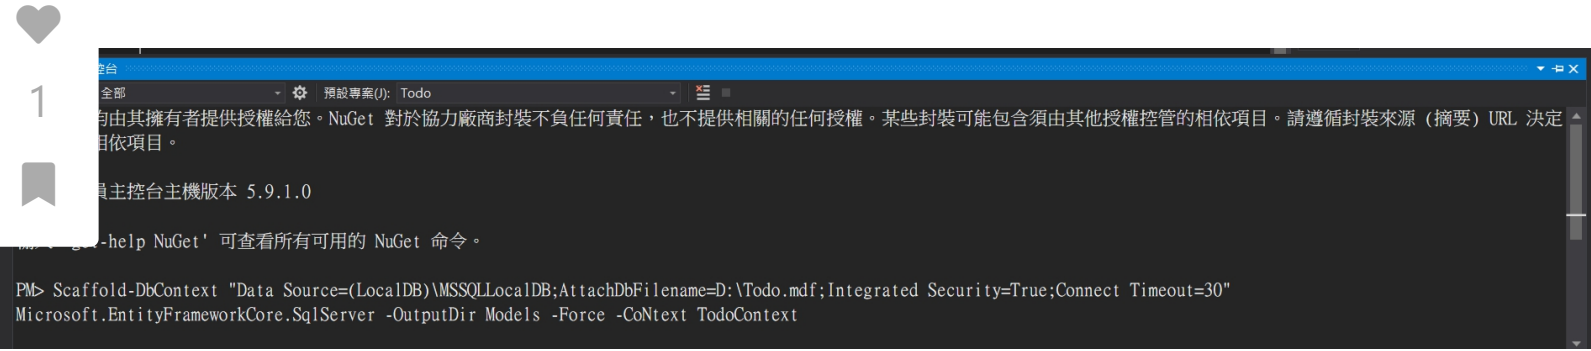 1
控台
全部 預設專案(J): Todo
均由其擁有者提供授權給您。NuGet 對於協力廠商封裝不負任何責任，也不提供相關的任何授權。某些封裝可能包含須由其他授權控管的相依項目。請遵循封裝來源 (摘要) URL 決定
相依項目。
員主控台主機版本 5.9.1.0
-help NuGet' 可查看所有可用的 NuGet 命令。
PM> Scaffold-DbContext "Data Source=(LocalDB)\MSSQLLocalDB;AttachDbFilename=D:\Todo.mdf;Integrated Security=True;Connect Timeout=30"
Microsoft.EntityFrameworkCore.SqlServer -OutputDir Models -Force -CoNtext TodoContext